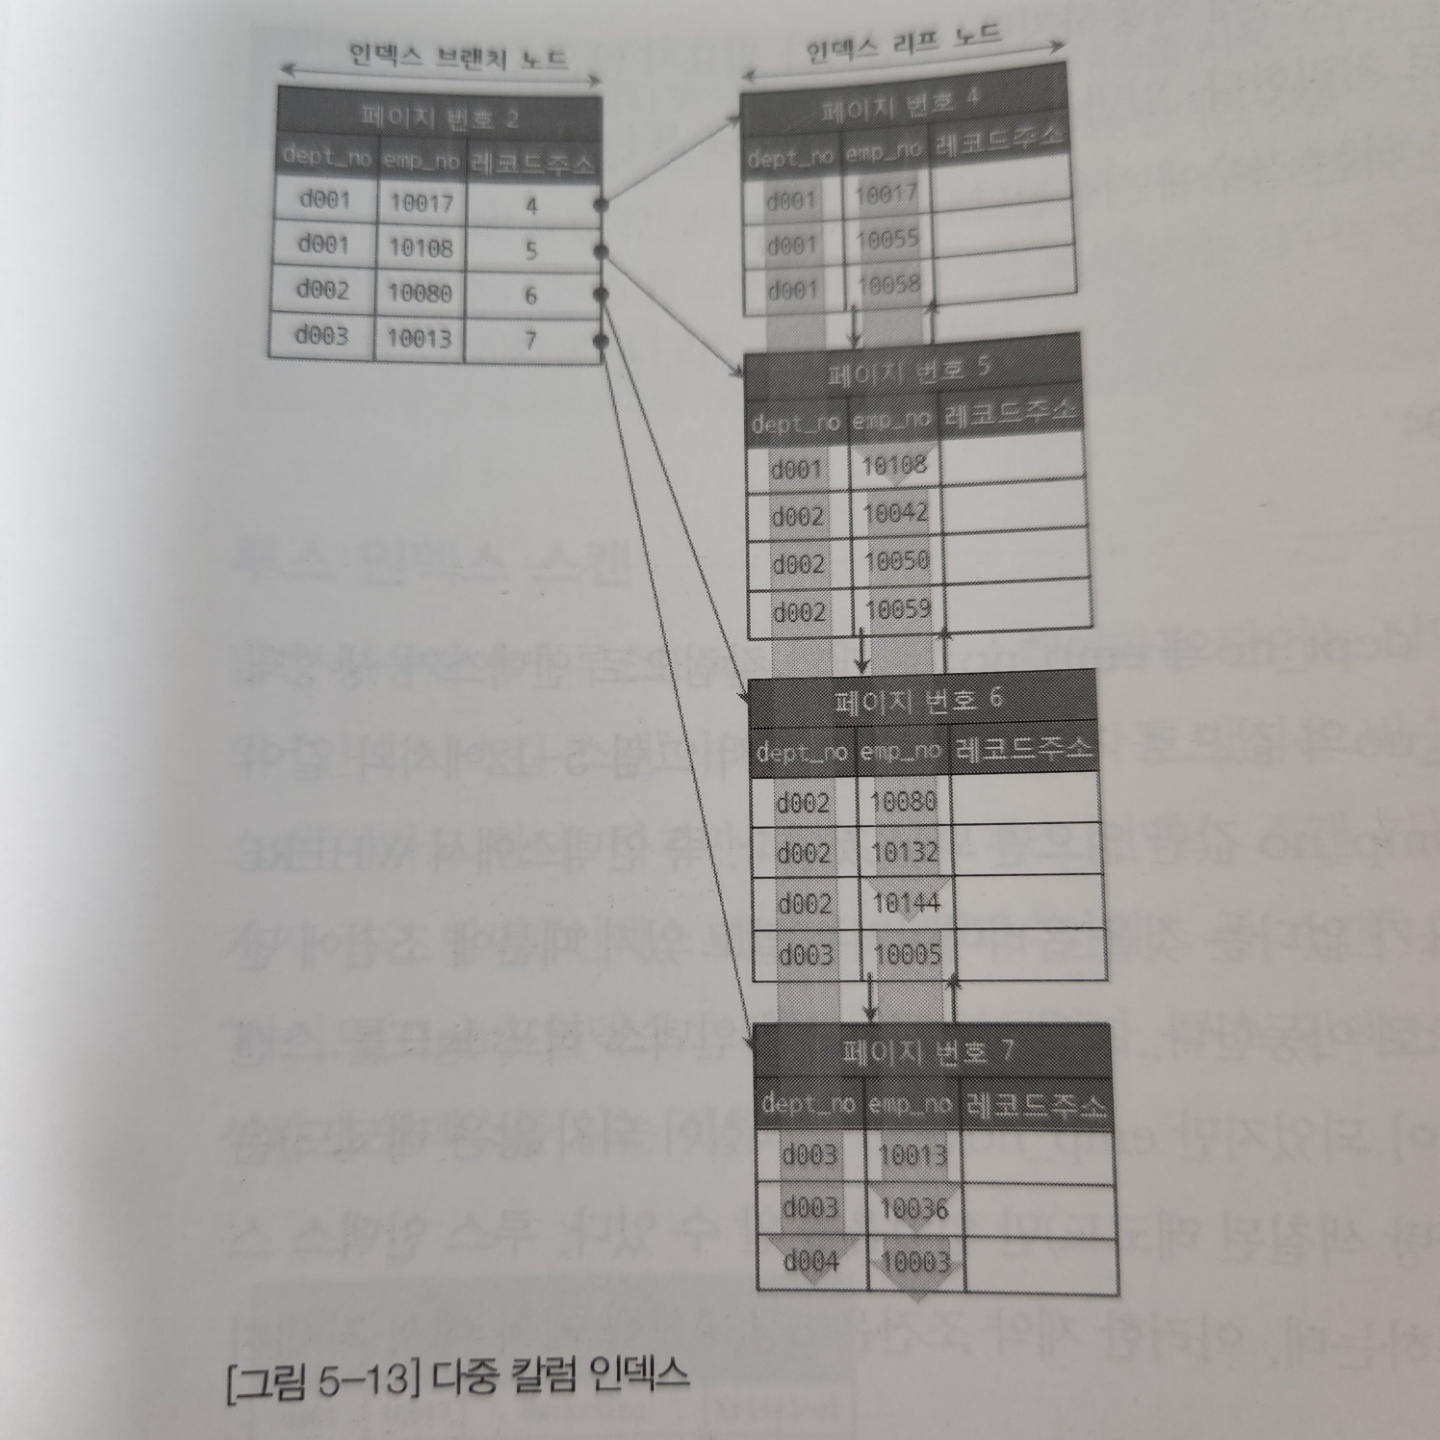 인덱스 브랜치 노드
페이지 번호 2
dept_no emp_no 레코드주소
d001 10017 4
d001 10108 5
d002 10080 6
d003 10013 7
인덱스 리프 노드
페이지 번호 4
dept_no emp_no 레코드주소
d001 10017
d001 10055
d001 10058
페이지 번호 5
dept_no emp_no 레코드주소
d001 10108
d002 10042
d002 10050
d002 10059
페이지 번호 6
dept_no emp_no 레코드주소
d002 10080
d002 10132
d002 10144
d003 10005
페이지 번호 7
dept_no emp_no 레코드주소
d003 10013
d003 10036
d004 10003
[그림 5-13] 다중 칼럼 인덱스